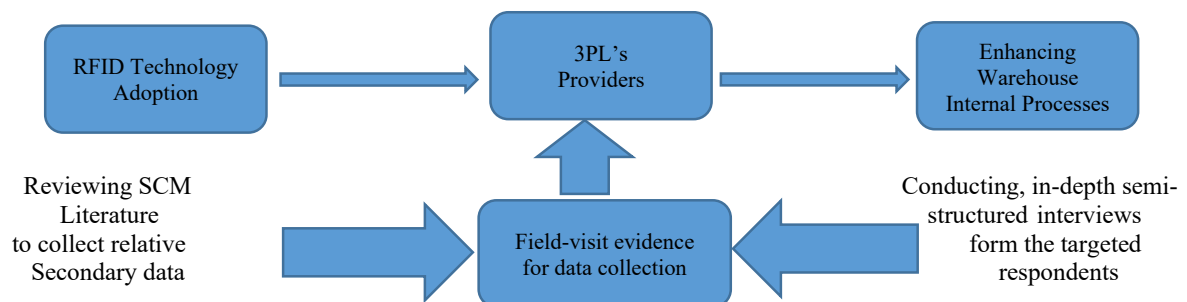 RFID Technology
Adoption
3PL's
Providers
Enhancing
Warehouse
Internal Processes
Reviewing SCM
Literature
to collect relative
Secondary data
Field-visit evidence
for data collection
Conducting, in-depth semi-
structured interviews
form the targeted
respondents